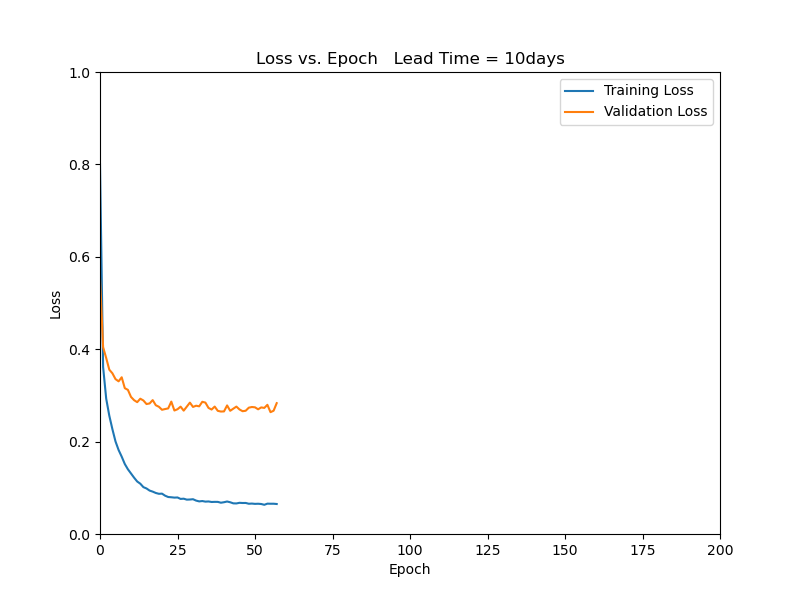 Loss vs. Epoch   Lead Time = 10days
Training Loss
Validation Loss
1.0
0.8
0.6
0.4
0.2
0.0
Loss
0 25 50 75 100 125 150 175 200
Epoch